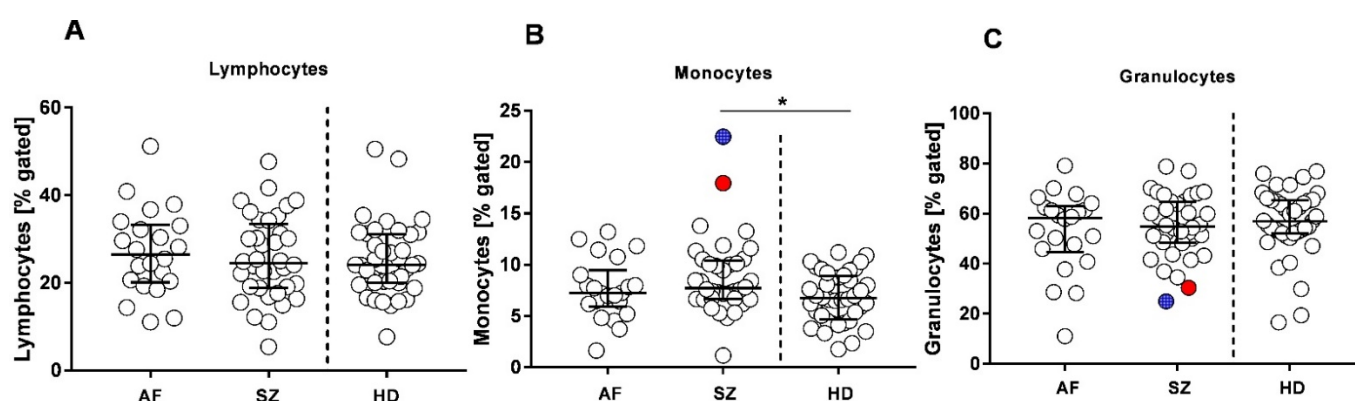 A
Lymphocytes
Lymphocytes [% gated]
60
40
20
0
AF
SZ
HD
B
Monocytes
*
Monocytes [% gated]
25
20
15
10
5
0
AF
SZ
HD
C
Granulocytes
Granulocytes [% gated]
100
80
60
40
20
0
AF
SZ
HD